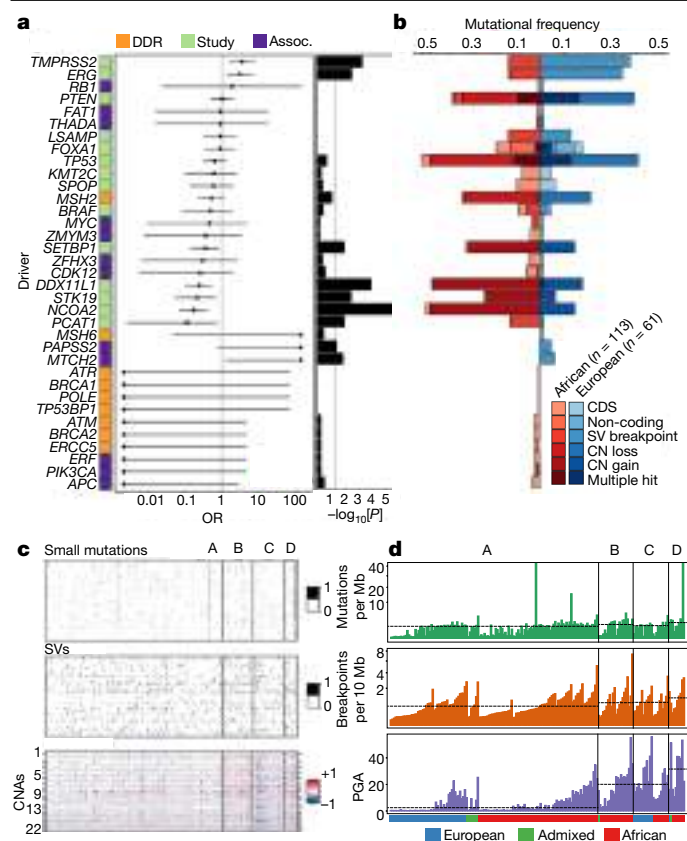 a
DDR Study Assoc.
Driver
TMPRSS2
ERG
RB1
PTEN
FAT1
THADA
LSAMP
FOXA1
TP53
KMT2C
SPOP
MSH2
BRAF
MYC
ZMYM3
SETBP1
ZFHX3
CDK12
DDX11L1
STK19
NCOA2
PCAT1
MSH6
PAPSS2
MTCH2
ATR
BRCA1
POLE
TP53BP1
ATM
BRCA2
ERCC5
ERF
PIK3CA
APC
0.01 0.1 1 10 100
OR
1 2 3 4 5
–log10[P]
b
Mutational frequency
0.5 0.3 0.1 0.1 0.3 0.5
African (n = 113)
European (n = 61)
CDS
Non-coding
SV breakpoint
CN loss
CN gain
Multiple hit
c
Small mutations A B C D
1
0
SVs
1
0
CNAs
1
5
9
13
22
+1
–1
d
A B C D
Mutations per Mb
40
20
10
0
Breakpoints per 10 Mb
8
4
2
PGA
40
20
0
European Admixed African